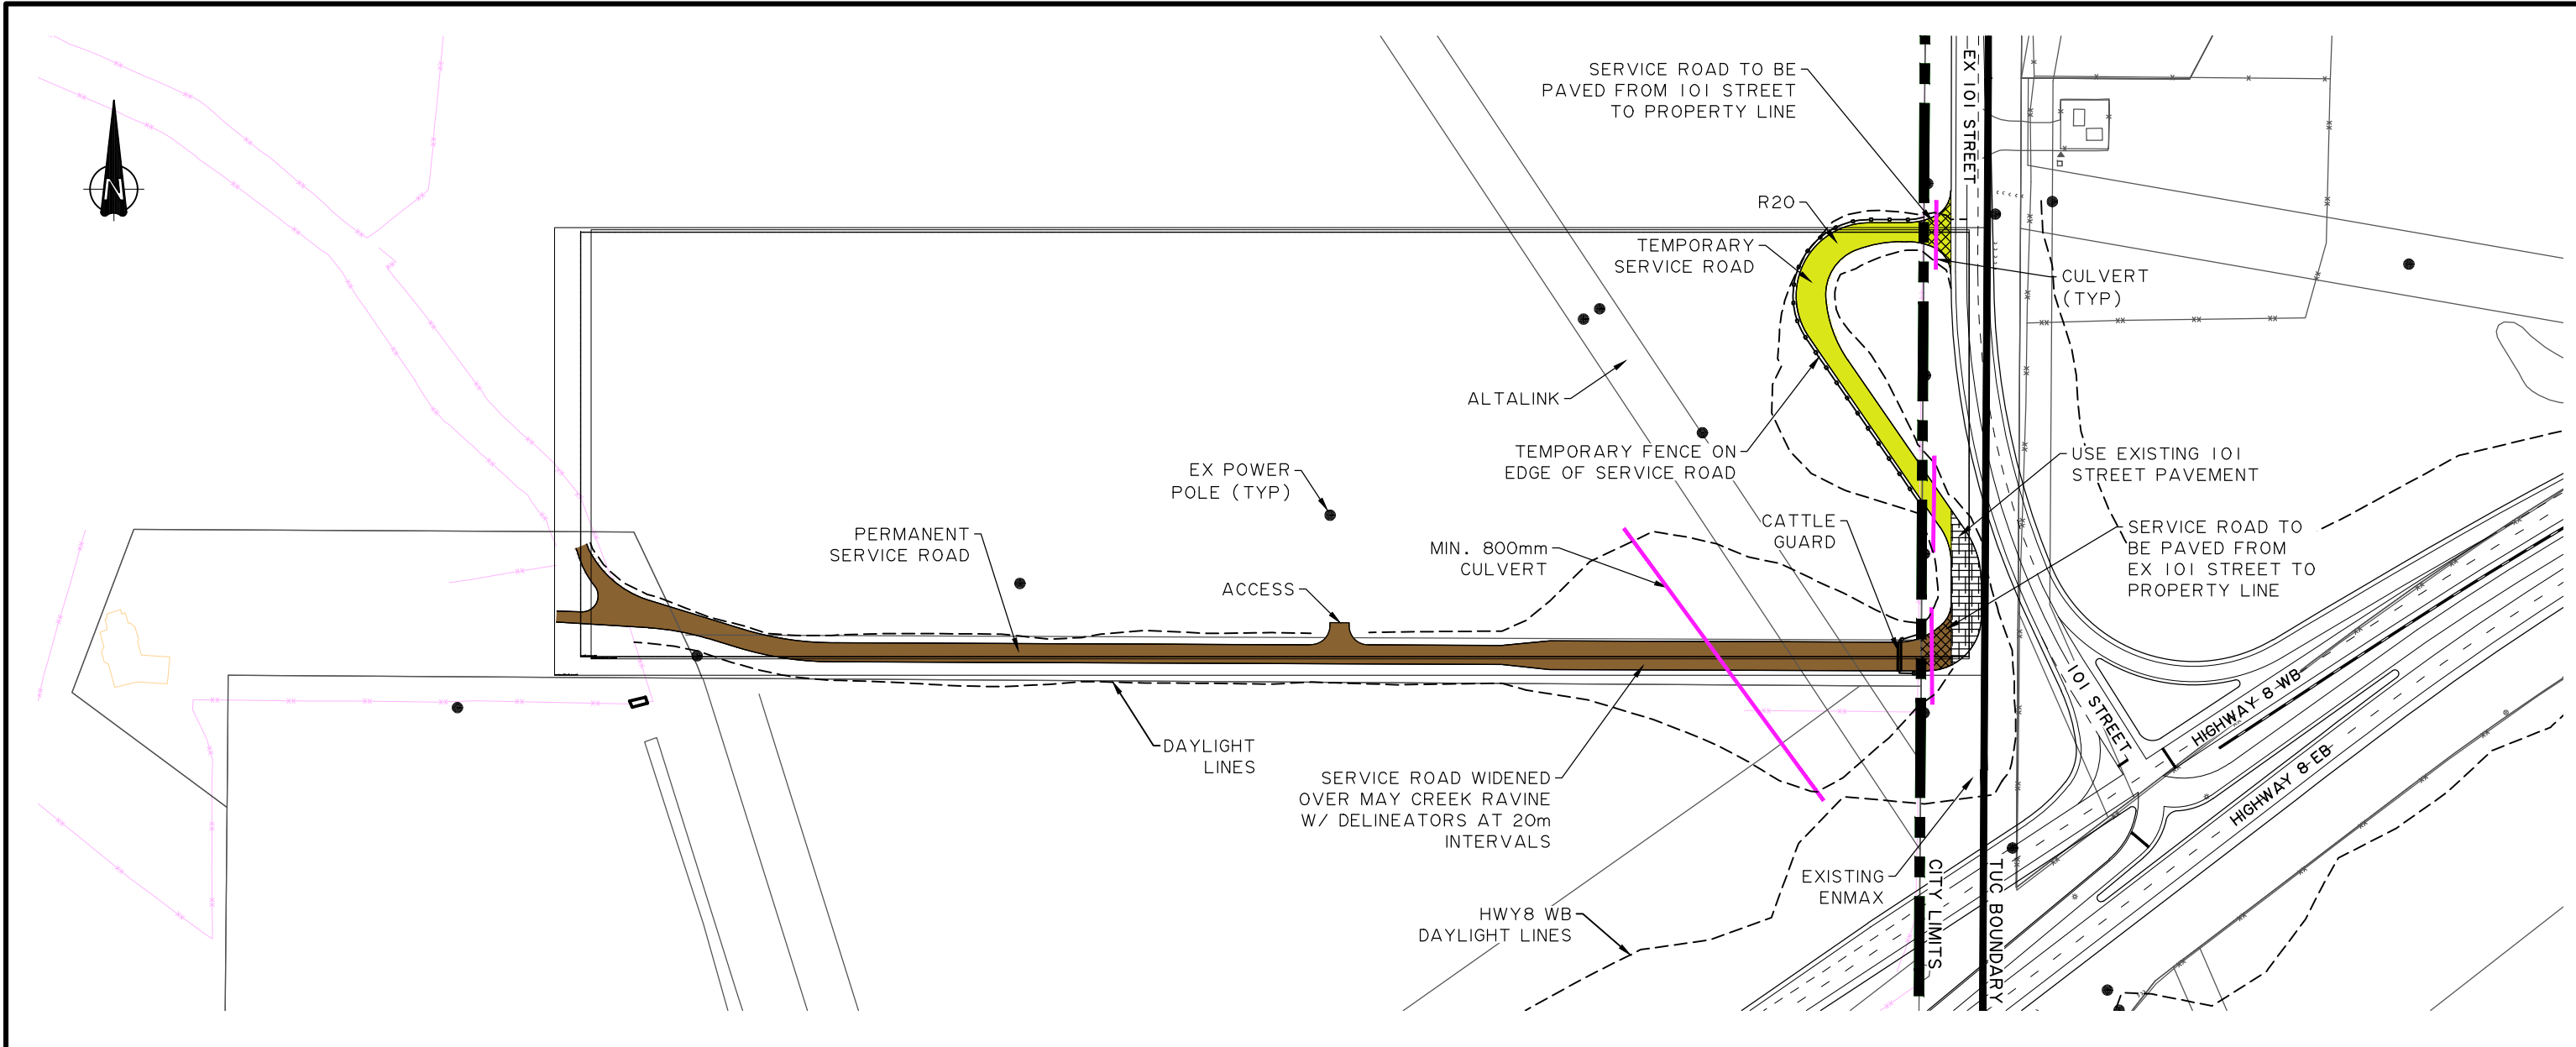 N
SERVICE ROAD TO BE
PAVED FROM 101 STREET
TO PROPERTY LINE
EX 101 STREET
R20
TEMPORARY
SERVICE ROAD
CULVERT
(TYP)
ALTALINK
TEMPORARY FENCE ON
EDGE OF SERVICE ROAD
USE EXISTING 101
STREET PAVEMENT
EX POWER
POLE (TYP)
CATTLE
GUARD
SERVICE ROAD TO
BE PAVED FROM
EX 101 STREET TO
PROPERTY LINE
PERMANENT
SERVICE ROAD
MIN. 800mm
CULVERT
ACCESS
101 STREET
HIGHWAY 8 WB
HIGHWAY 8 EB
DAYLIGHT
LINES
SERVICE ROAD WIDENED
OVER MAY CREEK RAVINE
W/ DELINEATORS AT 20m
INTERVALS
EXISTING
ENMAX
CITY LIMITS
TUC BOUNDARY
HWY8 WB
DAYLIGHT LINES